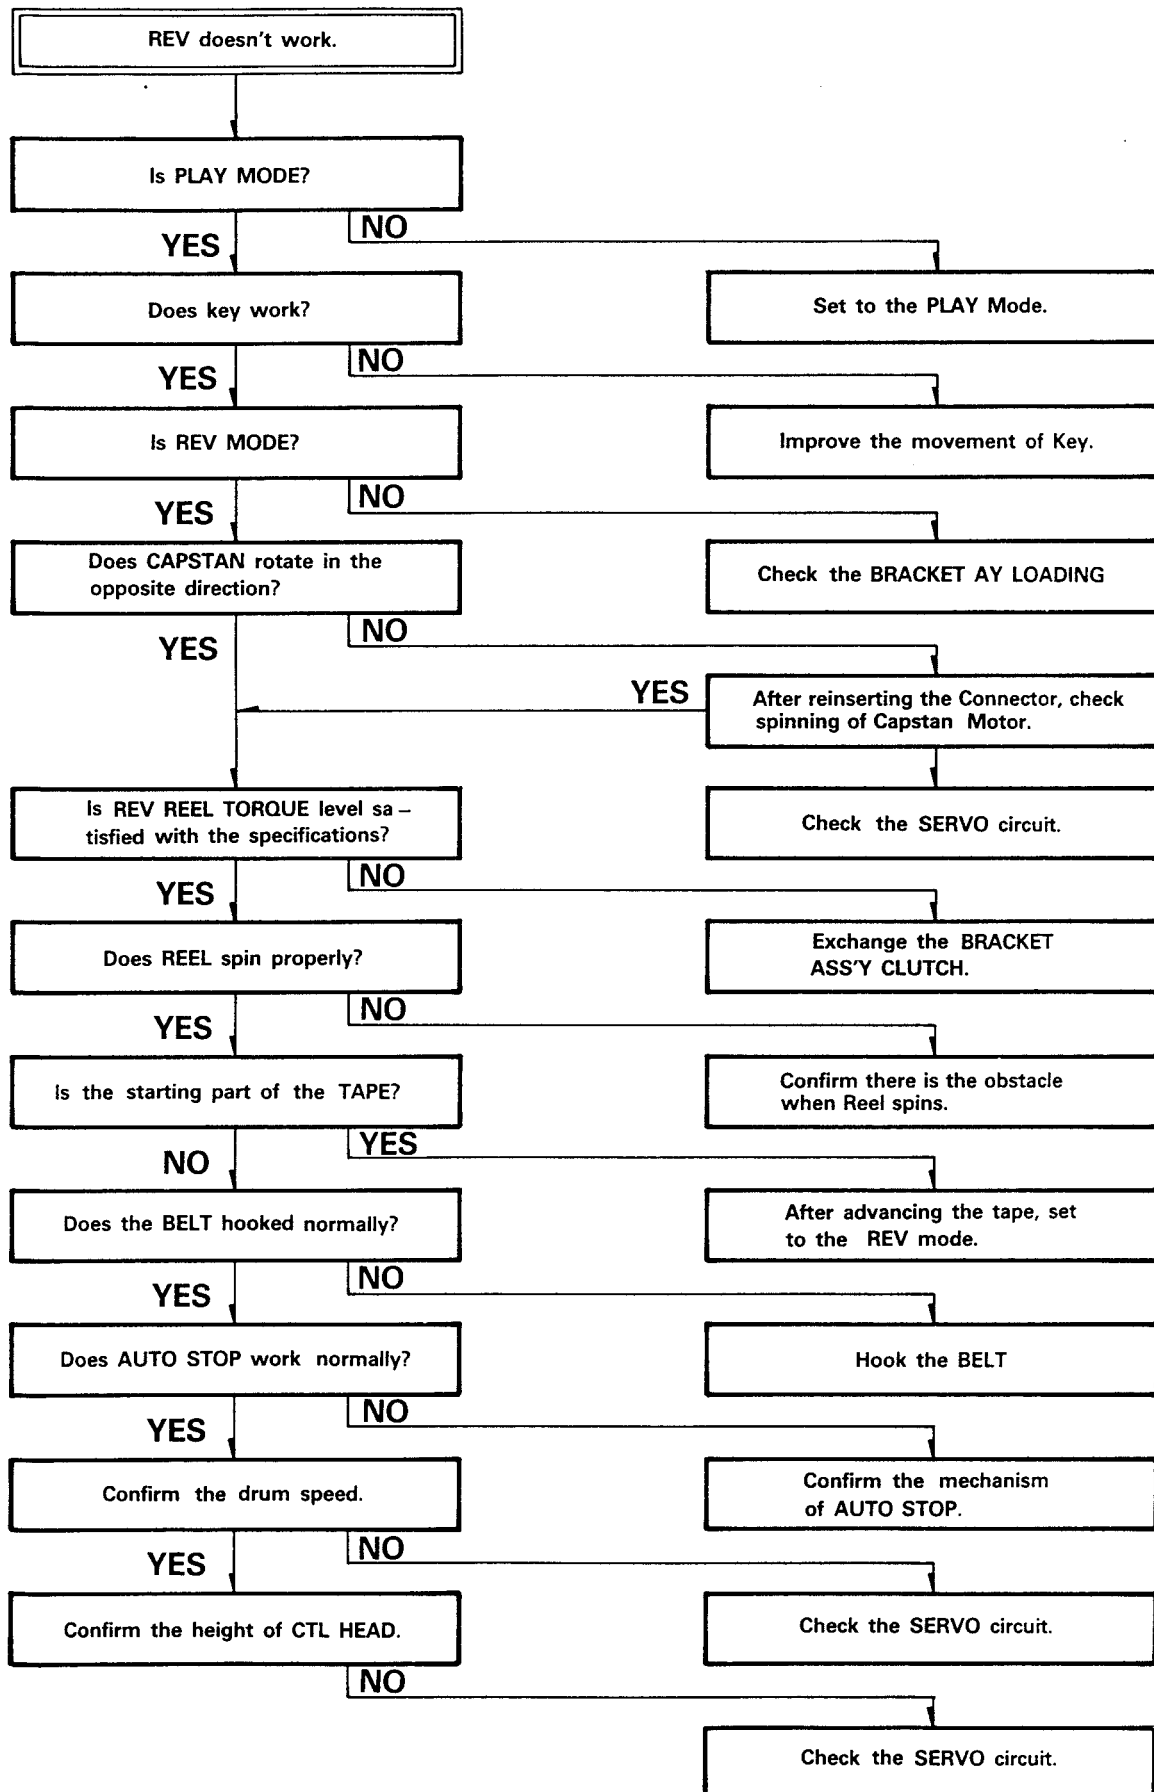 REV doesn't work.
Is PLAY MODE?
NO
YES
Does key work?
Set to the PLAY Mode.
NO
YES
Is REV MODE?
Improve the movement of Key.
NO
YES
Does CAPSTAN rotate in the
opposite direction?
Check the BRACKET AY LOADING
NO
YES
YES
After reinserting the Connector, check
spinning of Capstan Motor.
Is REV REEL TORQUE level sa –
tisfied with the specifications?
Check the SERVO circuit.
NO
YES
Does REEL spin properly?
Exchange the BRACKET
ASS'Y CLUTCH.
NO
YES
Is the starting part of the TAPE?
Confirm there is the obstacle
when Reel spins.
YES
NO
Does the BELT hooked normally?
After advancing the tape, set
to the REV mode.
NO
YES
Does AUTO STOP work normally?
Hook the BELT
NO
YES
Confirm the drum speed.
Confirm the mechanism
of AUTO STOP.
NO
YES
Confirm the height of CTL HEAD.
Check the SERVO circuit.
NO
Check the SERVO circuit.